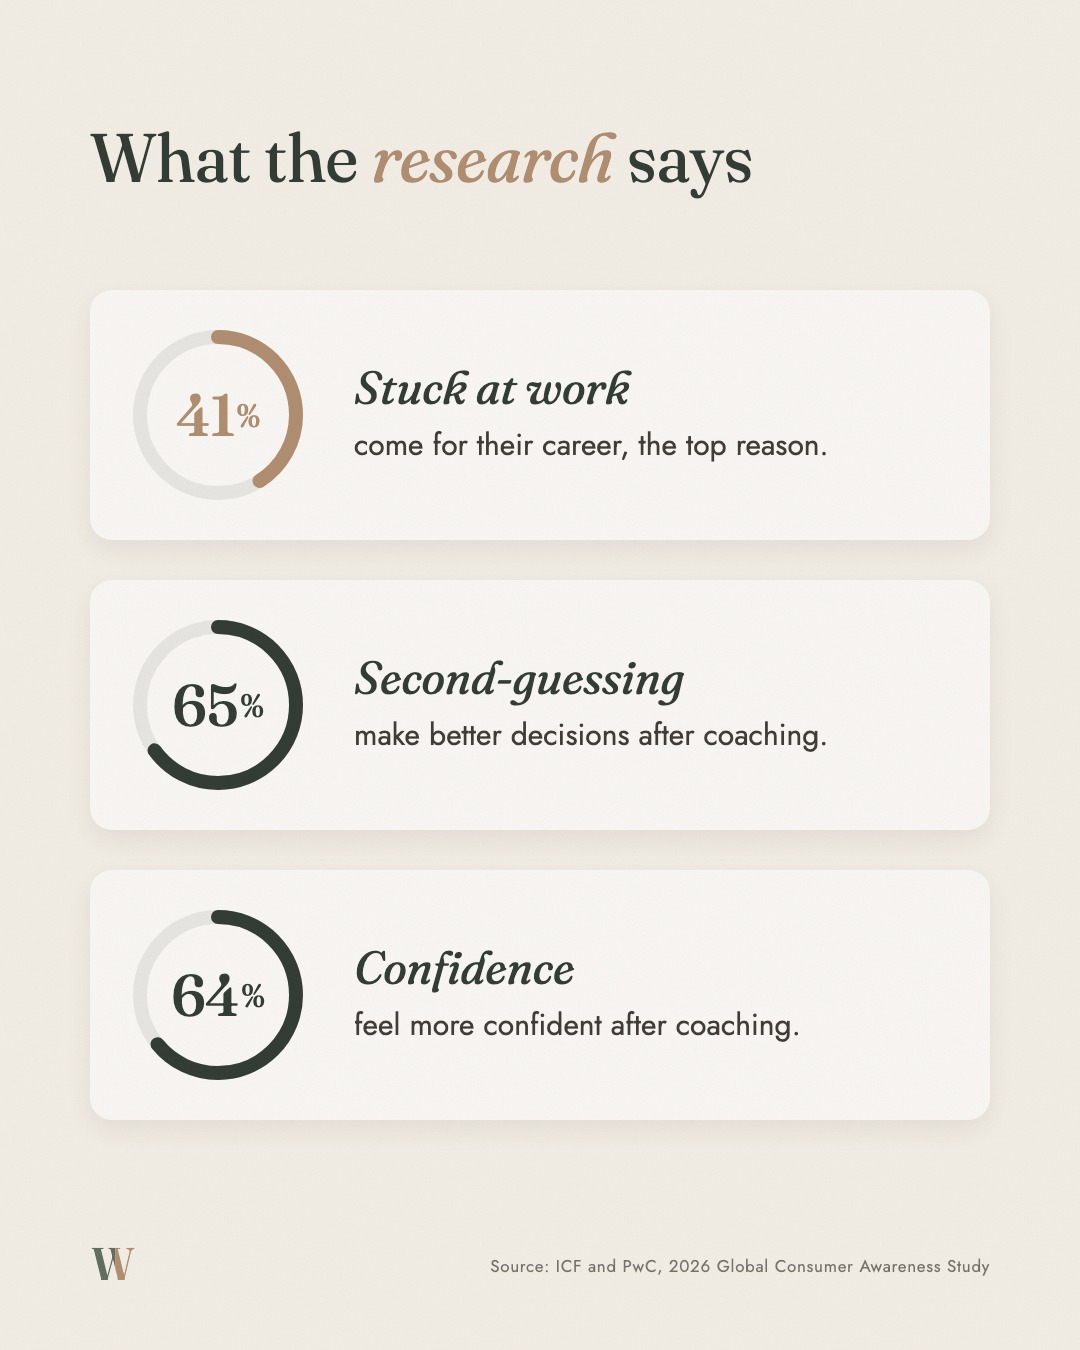 What the research says
41%
Stuck at work
come for their career, the top reason.
65%
Second-guessing
make better decisions after coaching.
64%
Confidence
feel more confident after coaching.
W
Source: ICF and PwC, 2026 Global Consumer Awareness Study